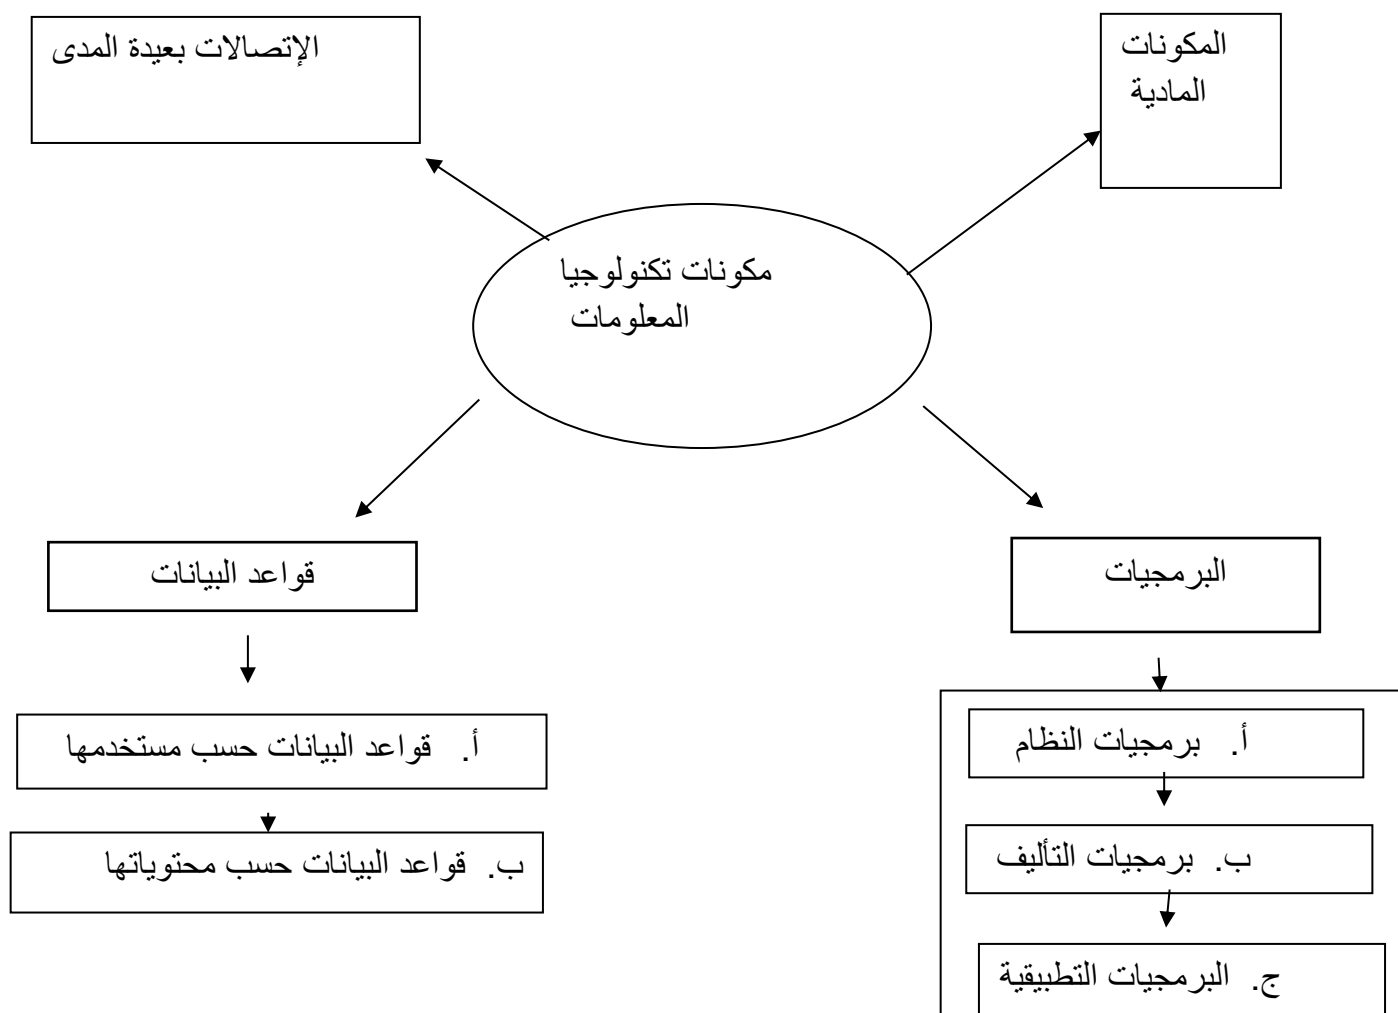 المكونات
المادية
الإتصالات بعيدة المدى
مكونات تكنولوجيا
المعلومات
البرمجيات
أ. برمجيات النظام
ب. برمجيات التأليف
ج. البرمجيات التطبيقية
قواعد البيانات
أ. قواعد البيانات حسب مستخدمها
ب. قواعد البيانات حسب محتوياتها